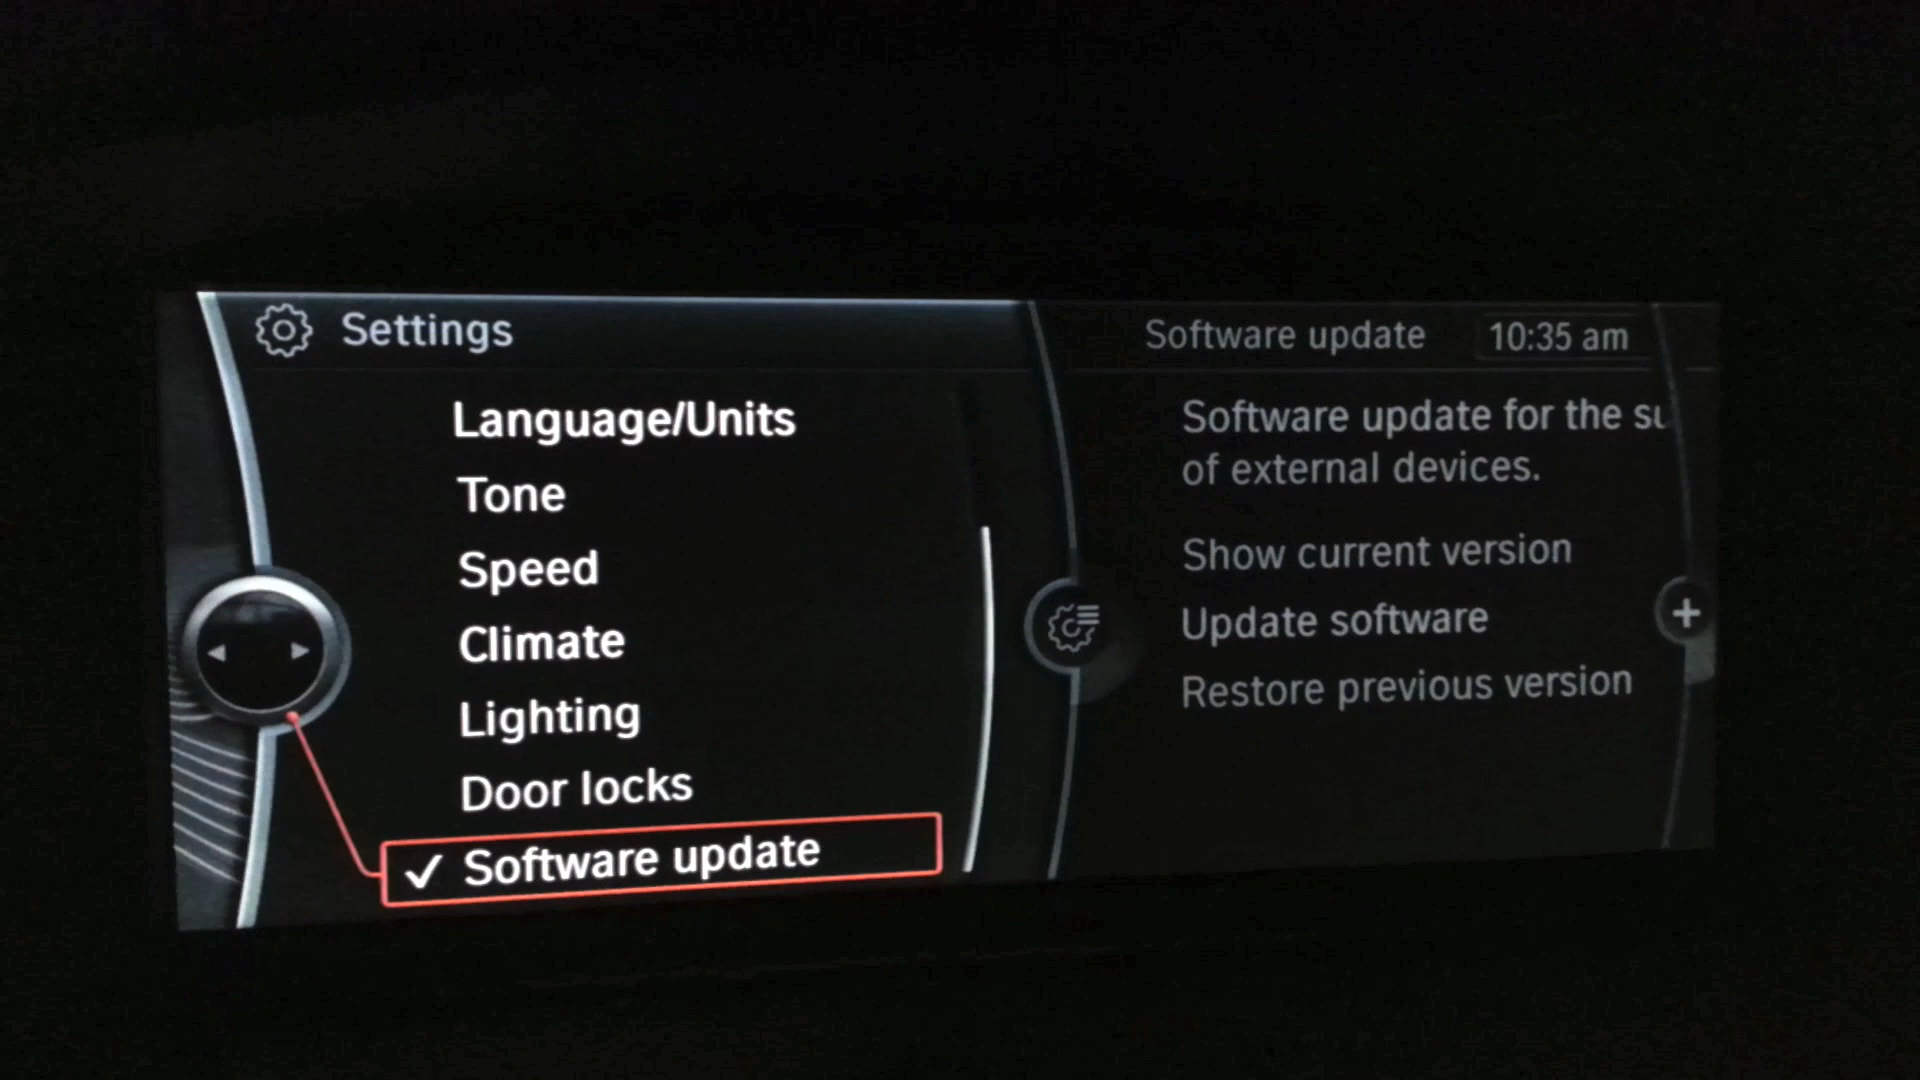 Settings
Language/Units
Tone
Speed
Climate
Lighting
Door locks
Software update
Software update 10:35 am
Software update for the
of external devices.
Show current version
Update software
Restore previous version